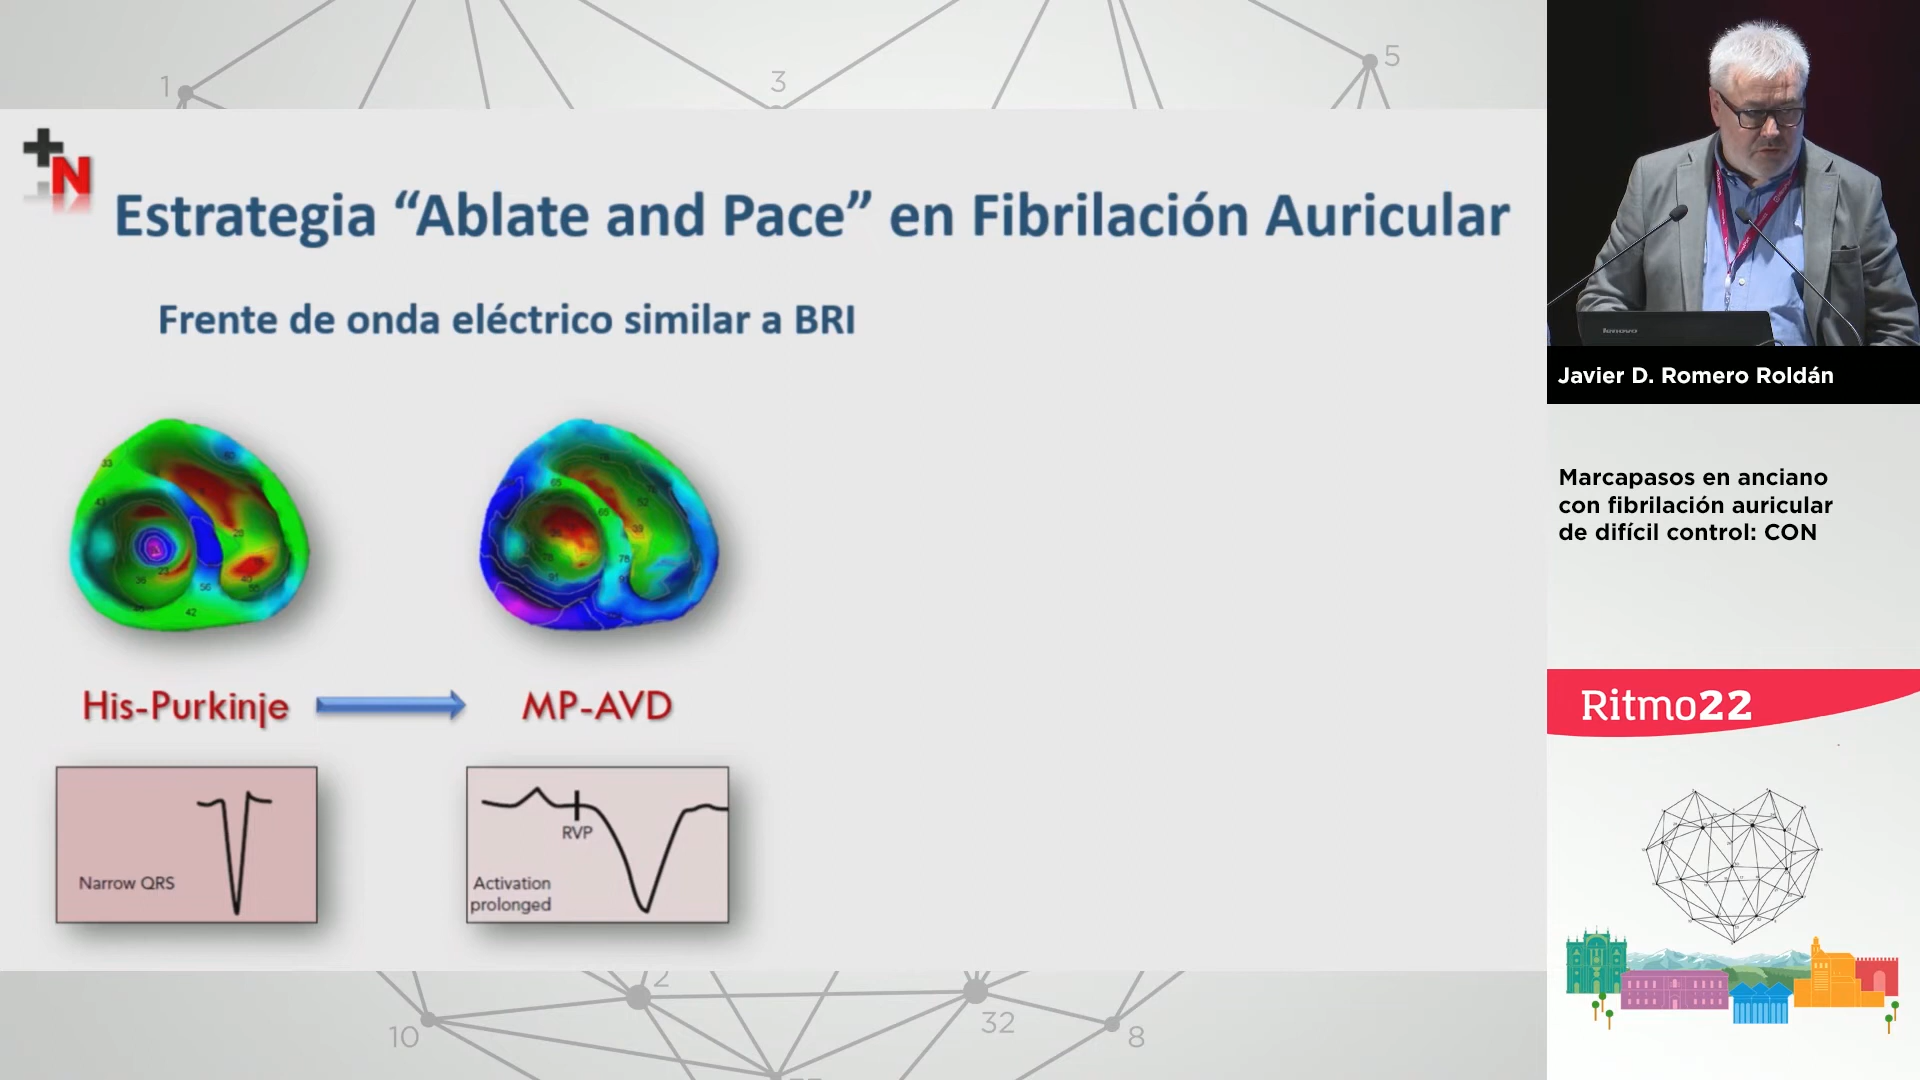 1
3
5
N
Estrategia “Ablate and Pace” en Fibrilación Auricular
Frente de onda eléctrico similar a BRI
His-Purkinje
MP-AVD
Narrow QRS
RVP
Activation
prolonged
2
10
32
8
lenovo
Javier D. Romero Roldán
Marcapasos en anciano
con fibrilación auricular
de difícil control: CON
Ritmo22